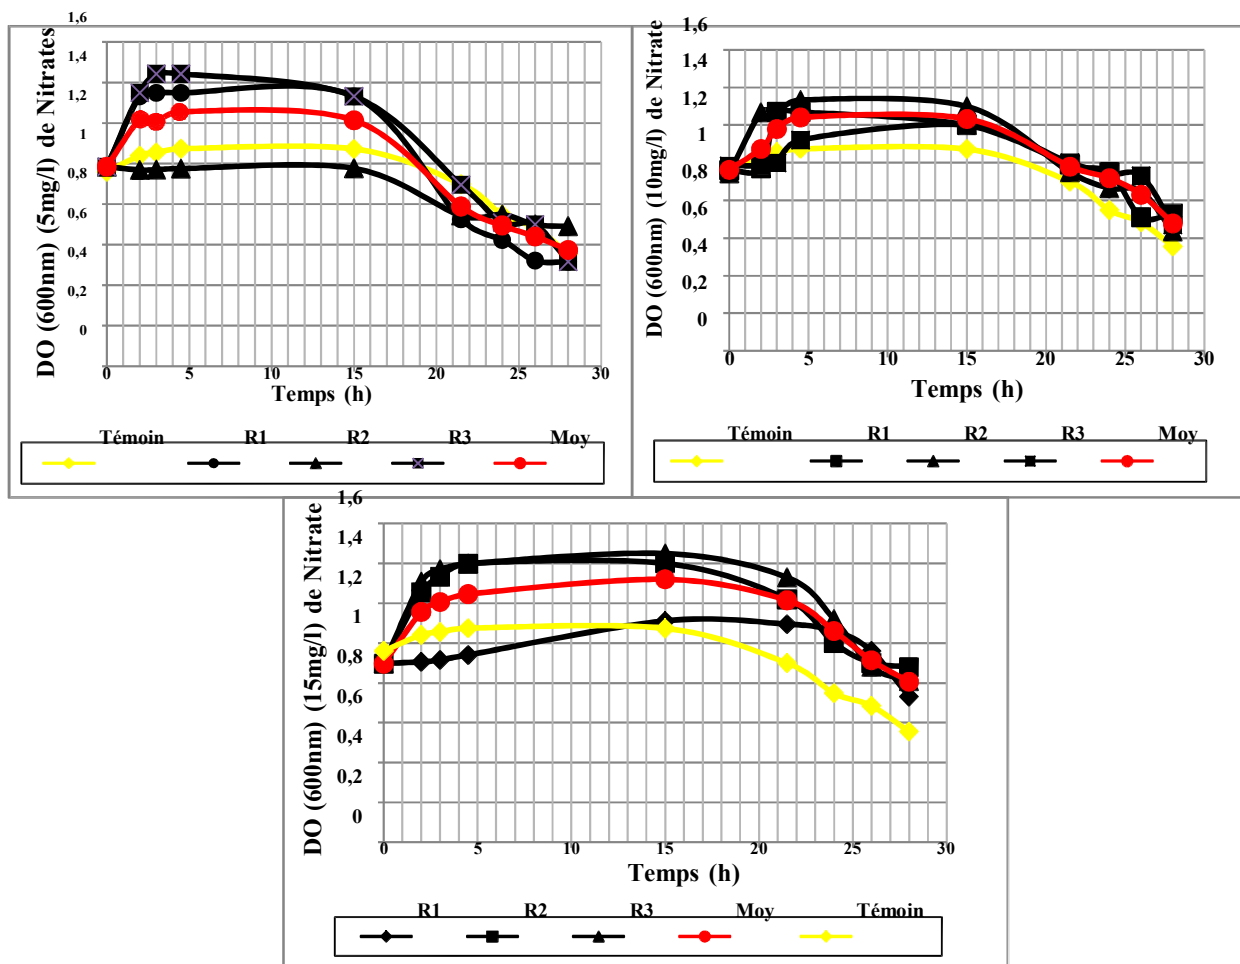 DO (600nm) (5mg/l) de Nitrates
1,6
1,4
1,2
1
0,8
0,6
0,4
0,2
0
0 5 10 15 20 25 30
Temps (h)
Témoin R1 R2 R3 Moy
DO (600nm) (10mg/l) de Nitrate
1,6
1,4
1,2
1
0,8
0,6
0,4
0,2
0
0 5 10 15 20 25 30
Temps (h)
Témoin R1 R2 R3 Moy
DO (600nm) (15mg/l) de Nitrate
1,6
1,4
1,2
1
0,8
0,6
0,4
0,2
0
0 5 10 15 20 25 30
Temps (h)
R1 R2 R3 Moy Témoin